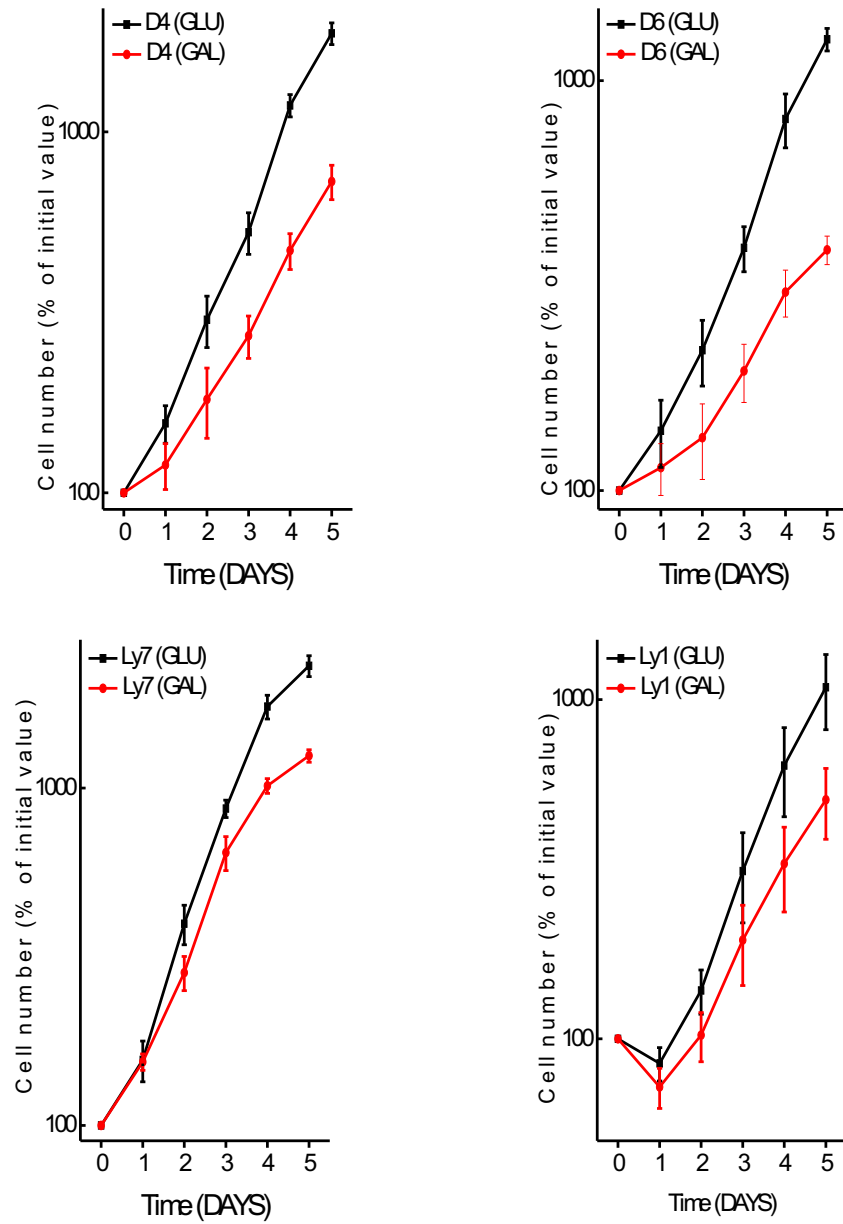 D4 (GLU)
D4 (GAL)
Cell number (% of initial value)
1000
100
0 1 2 3 4 5
Time (DAYS)
D6 (GLU)
D6 (GAL)
Cell number (% of initial value)
1000
100
0 1 2 3 4 5
Time (DAYS)
Ly7 (GLU)
Ly7 (GAL)
Cell number (% of initial value)
1000
100
0 1 2 3 4 5
Time (DAYS)
Ly1 (GLU)
Ly1 (GAL)
Cell number (% of initial value)
1000
100
0 1 2 3 4 5
Time (DAYS)